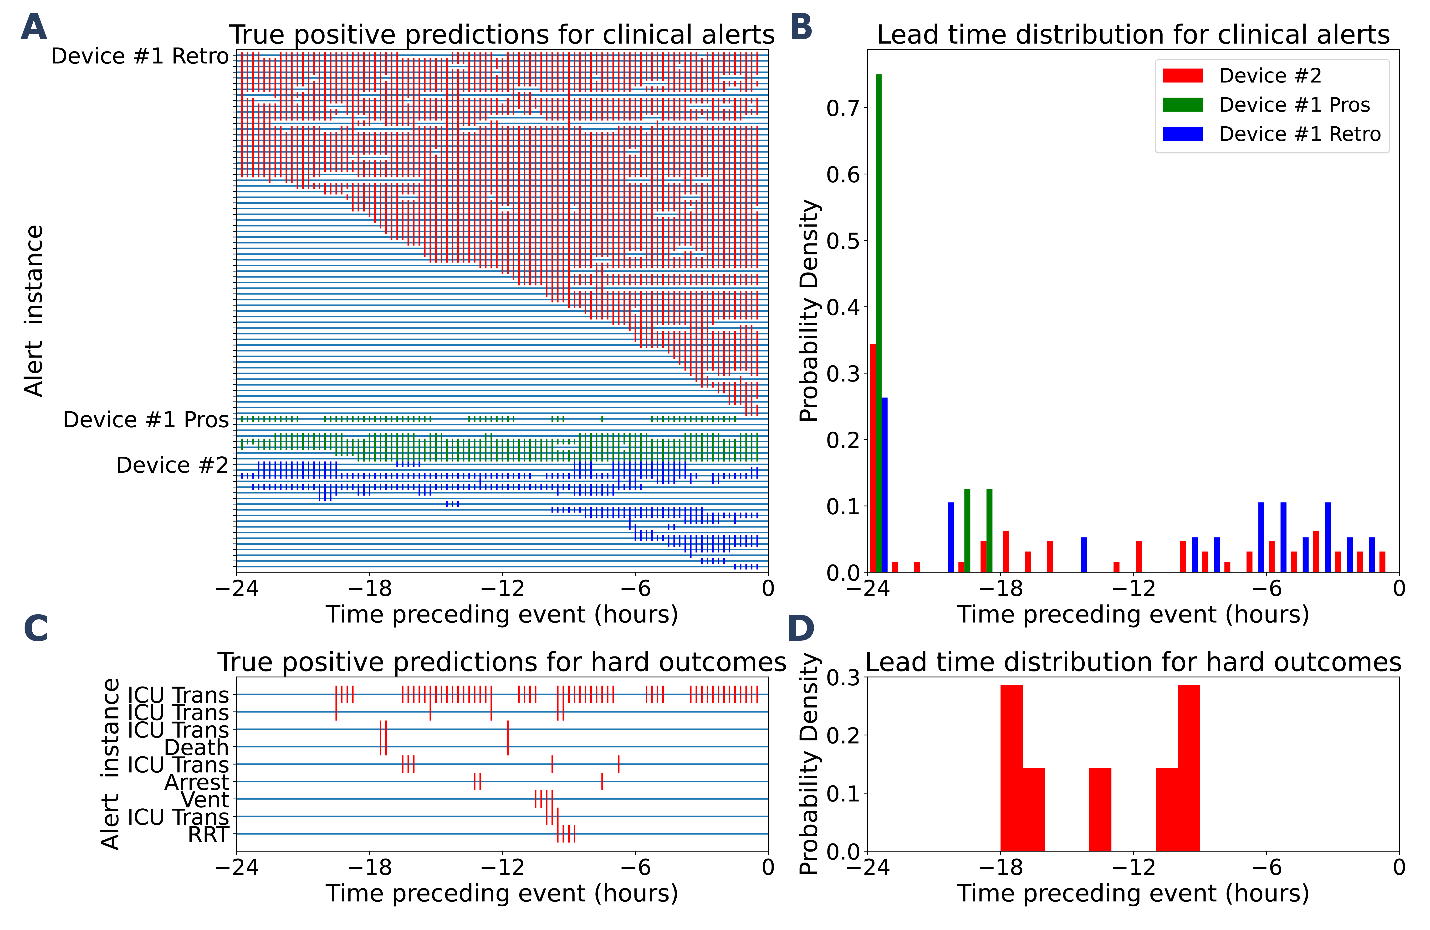 A
True positive predictions for clinical alerts
Device #1 Retro
Device #1 Pros
Device #2
Alert instance
−24
−18
−12
−6
0
Time preceding event (hours)
B
Lead time distribution for clinical alerts
Device #2
Device #1 Pros
Device #1 Retro
Probability Density
0.7
0.6
0.5
0.4
0.3
0.2
0.1
0.0
−24
−18
−12
−6
0
Time preceding event (hours)
C
True positive predictions for hard outcomes
Alert instance
ICU Trans
ICU Trans
ICU Trans
Death
ICU Trans
Arrest
Vent
ICU Trans
RRT
−24
−18
−12
−6
0
Time preceding event (hours)
D
Lead time distribution for hard outcomes
Probability Density
0.3
0.2
0.1
0.0
−24
−18
−12
−6
0
Time preceding event (hours)